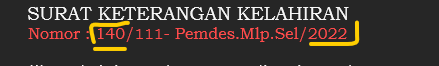 SURAT KETERANGAN KELAHIRAN
Nomor : 140/111- Pemdes.Mlp.Sel/2022